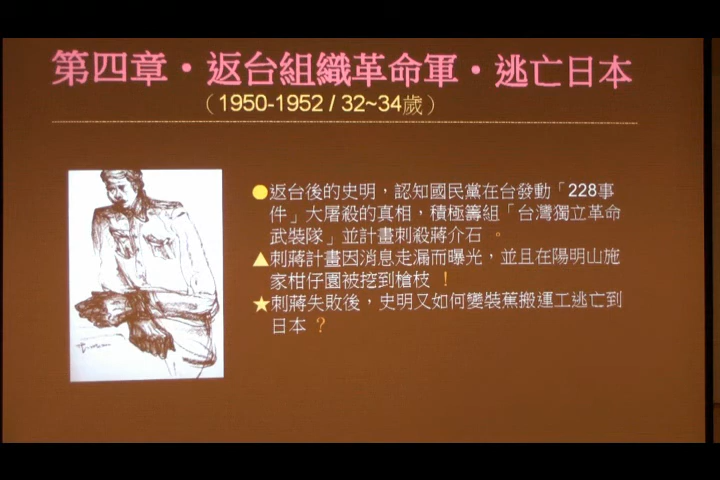 第四章・返台組織革命軍・逃亡日本
（1950-1952 / 32~34歲）
●返台後的史明，認知國民黨在台發動「228事
件」大屠殺的真相，積極籌組「台灣獨立革命
武裝隊」並計畫刺殺蔣介石 。
▲刺蔣計畫因消息走漏而曝光，並且在陽明山施
家柑仔園被挖到槍枝 ！
★刺蔣失敗後，史明又如何變裝蕉搬運工逃亡到
日本 ？